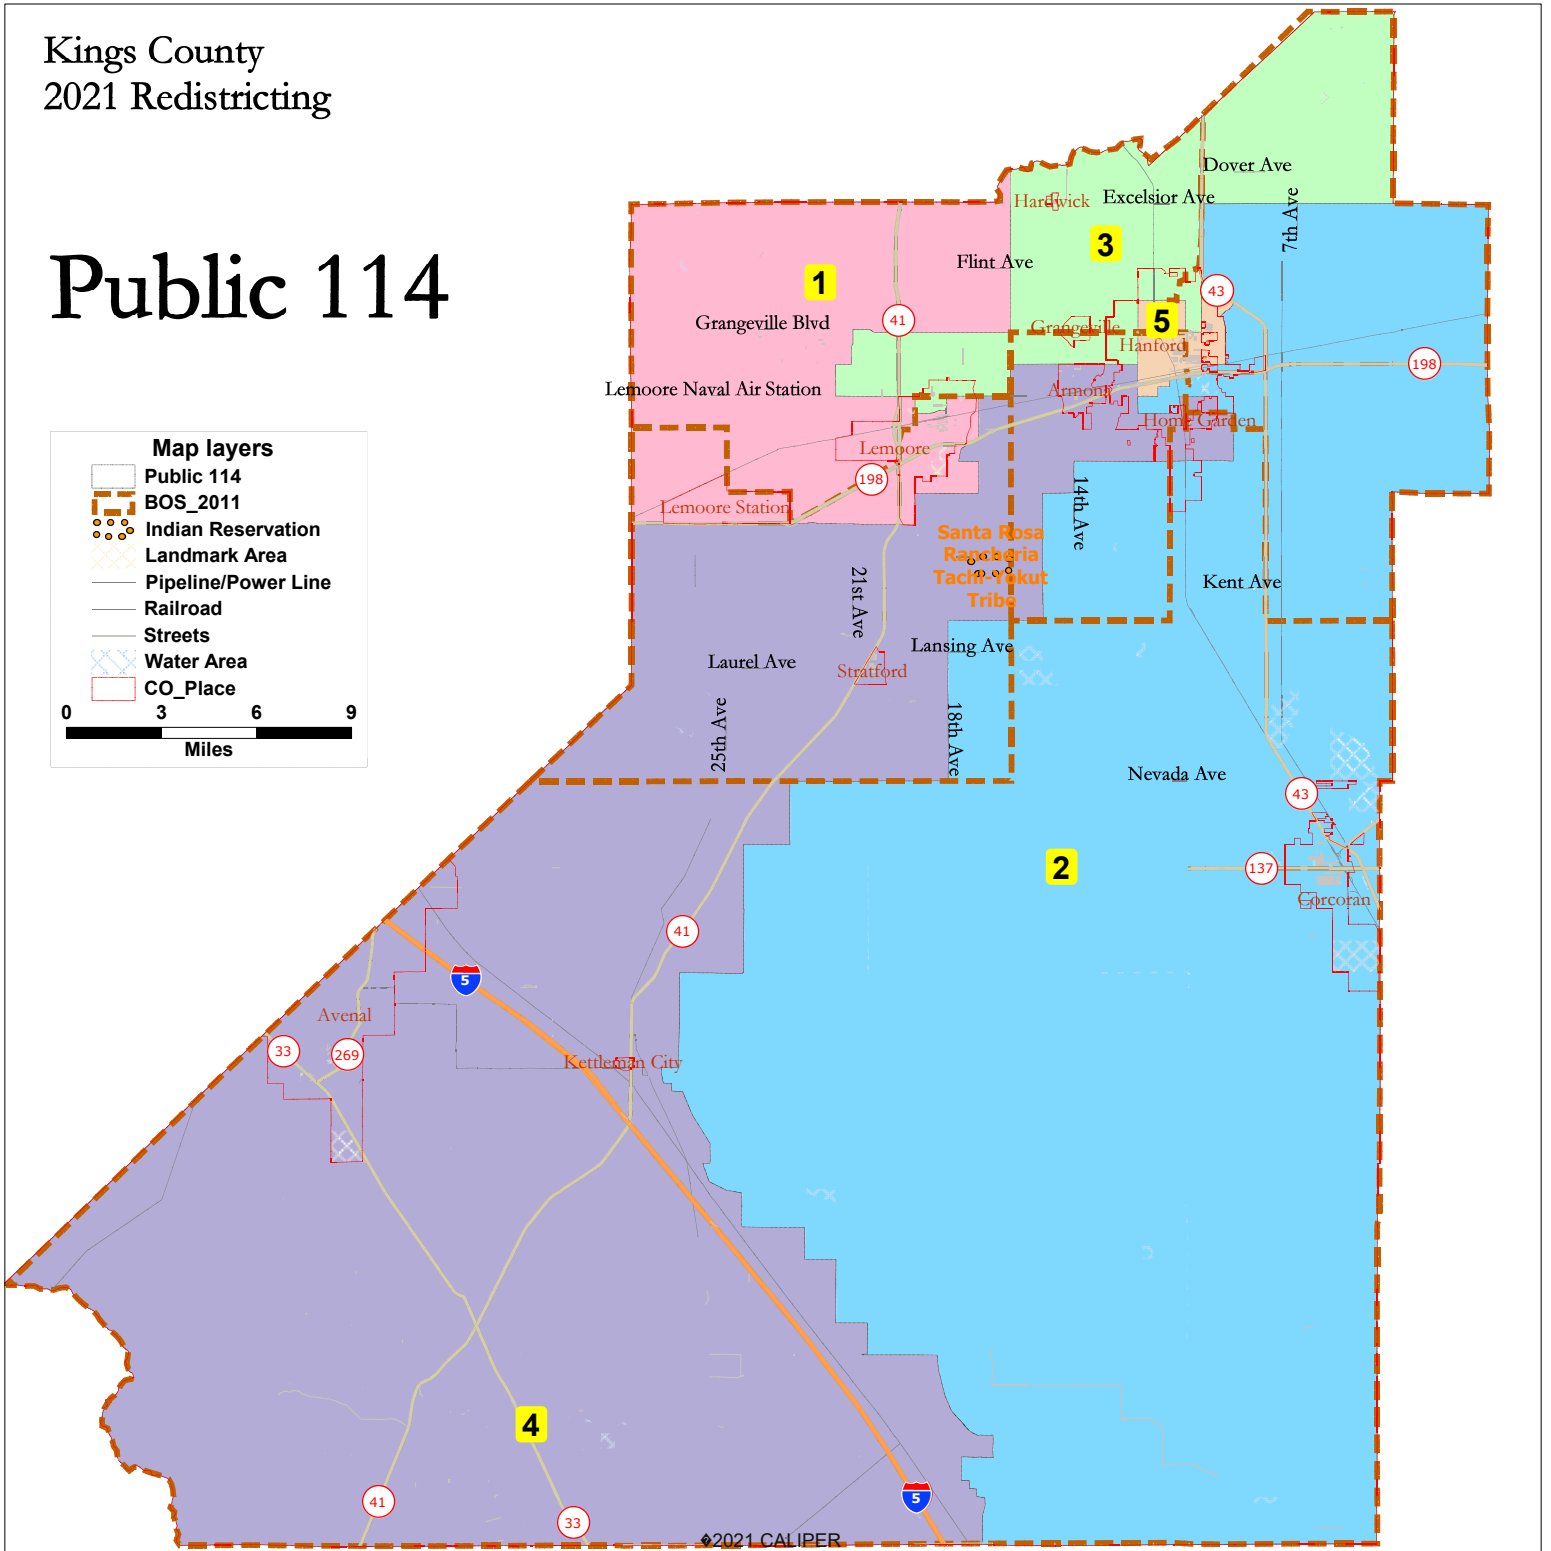 Kings County
2021 Redistricting
Public 114
Dover Ave
Excelsior Ave
Hardwick
7th Ave
3
Flint Ave
1
43
Grangeville Blvd
41
5
Grangeville
Hanford
198
Lemoore Naval Air Station
Armona
Home Garden
Lemoore
198
Lemoore Station
14th Ave
Santa Rosa
Rancheria
Tachi-Yokut
Tribe
21st Ave
Kent Ave
Lansing Ave
Laurel Ave
Stratford
25th Ave
18th Ave
Nevada Ave
43
2
137
Corcoran
41
5
Avenal
33
269
Kettleman City
4
41
33
5
Map layers
Public 114
BOS_2011
Indian Reservation
Landmark Area
Pipeline/Power Line
Railroad
Streets
Water Area
CO_Place
0 3 6 9
Miles
�2021 CALIPER